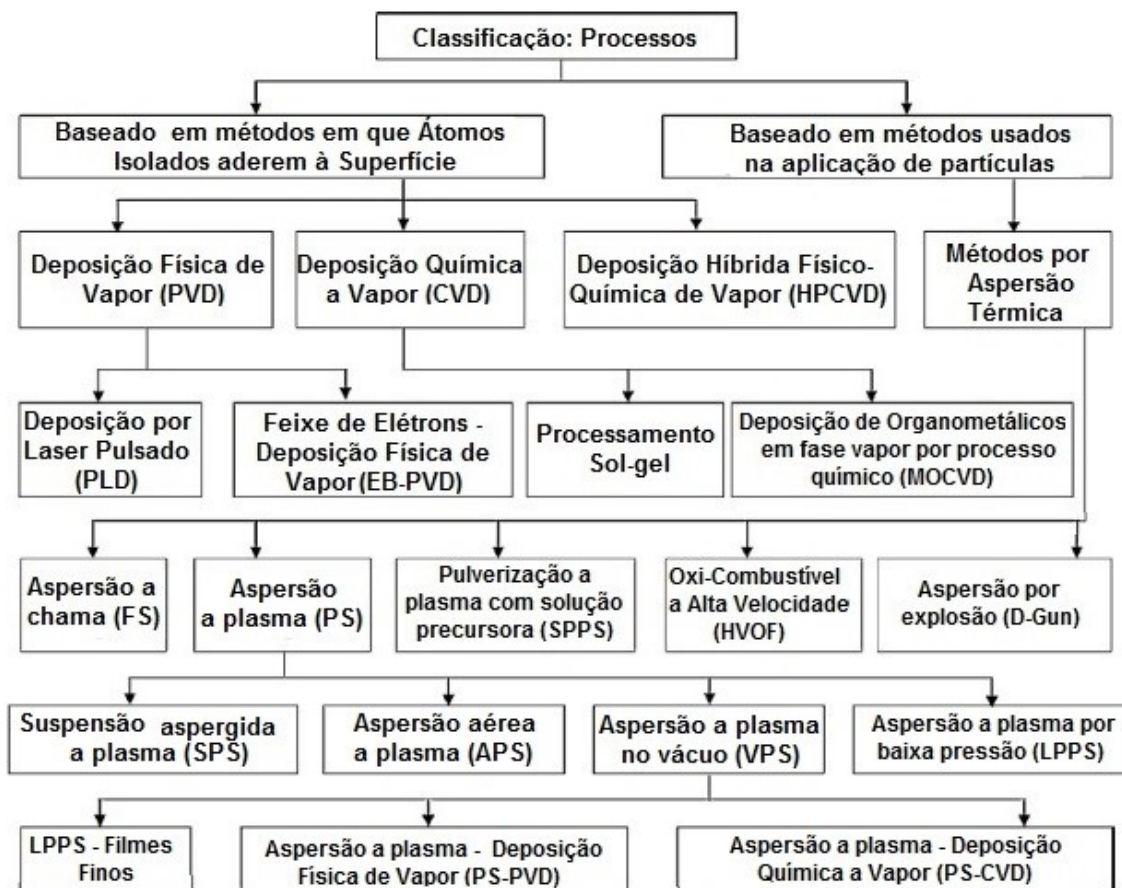 Classificação: Processos
Baseado em métodos em que Átomos
Isolados aderem à Superfície
Baseado em métodos usados
na aplicação de partículas
Deposição Física de
Vapor (PVD)
Deposição Química
a Vapor (CVD)
Deposição Híbrida Físico-
Química de Vapor (HPCVD)
Métodos por
Aspersão
Térmica
Deposição por
Laser Pulsado
(PLD)
Feixe de Elétrons -
Deposição Física de
Vapor (EB-PVD)
Processamento
Sol-gel
Deposição de Organometálicos
em fase vapor por processo
químico (MOCVD)
Aspersão a
chama (FS)
Aspersão
a plasma (PS)
Pulverização a
plasma com solução
precursora (SPPS)
Oxi-Combustível
a Alta Velocidade
(HVOF)
Aspersão por
explosão (D-Gun)
Suspensão aspergida
a plasma (SPS)
Aspersão aérea
a plasma (APS)
Aspersão a plasma
no vácuo (VPS)
Aspersão a plasma por
baixa pressão (LPPS)
LPPS - Filmes
Finos
Aspersão a plasma - Deposição
Física de Vapor (PS-PVD)
Aspersão a plasma - Deposição
Química a Vapor (PS-CVD)